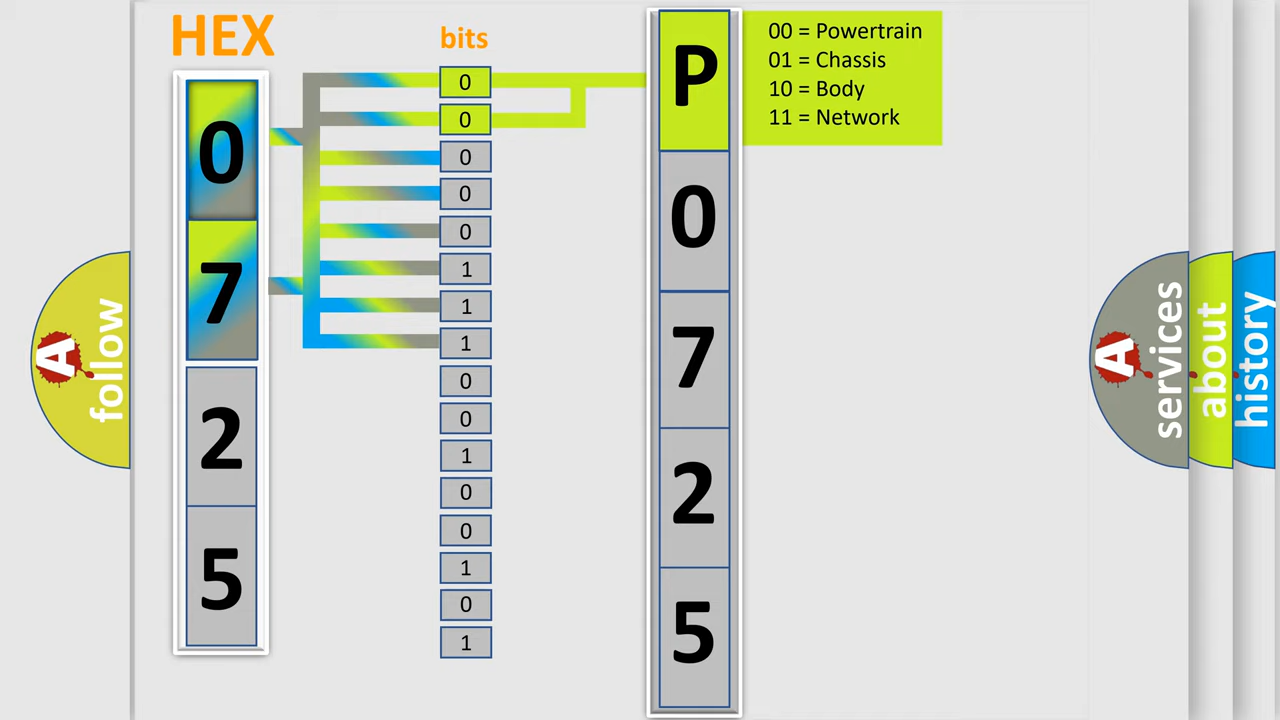 HEX
bits
0
7
2
5
0
0
0
0
0
1
1
1
0
0
1
0
0
1
0
1
P
0
7
2
5
00 = Powertrain
01 = Chassis
10 = Body
11 = Network
A
follow
A
services
about
history